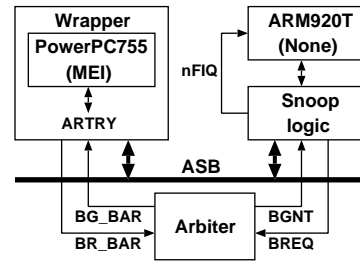 Wrapper
PowerPC755
(MEI)
ARTRY
ARM920T
(None)
nFIQ
Snoop
logic
ASB
BG_BAR
BR_BAR
Arbiter
BGNT
BREQ